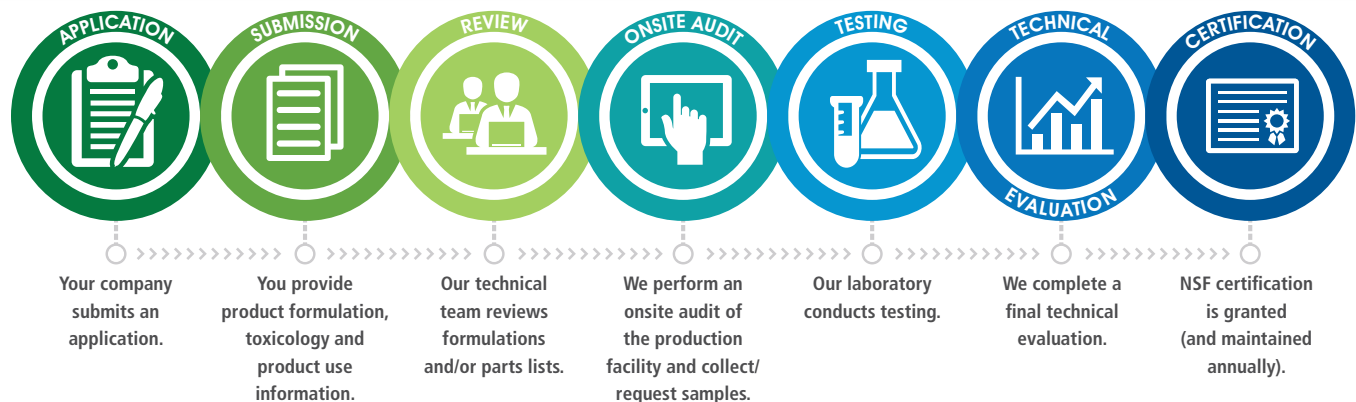 APPLICATION
SUBMISSION
REVIEW
ONSITE AUDIT
TESTING
TECHNICAL
EVALUATION
CERTIFICATION
Your company
submits an
application.
You provide
product formulation,
toxicology and
product use
information.
Our technical
team reviews
formulations
and/or parts lists.
We perform an
onsite audit of
the production
facility and collect/
request samples.
Our laboratory
conducts testing.
We complete a
final technical
evaluation.
NSF certification
is granted
(and maintained
annually).